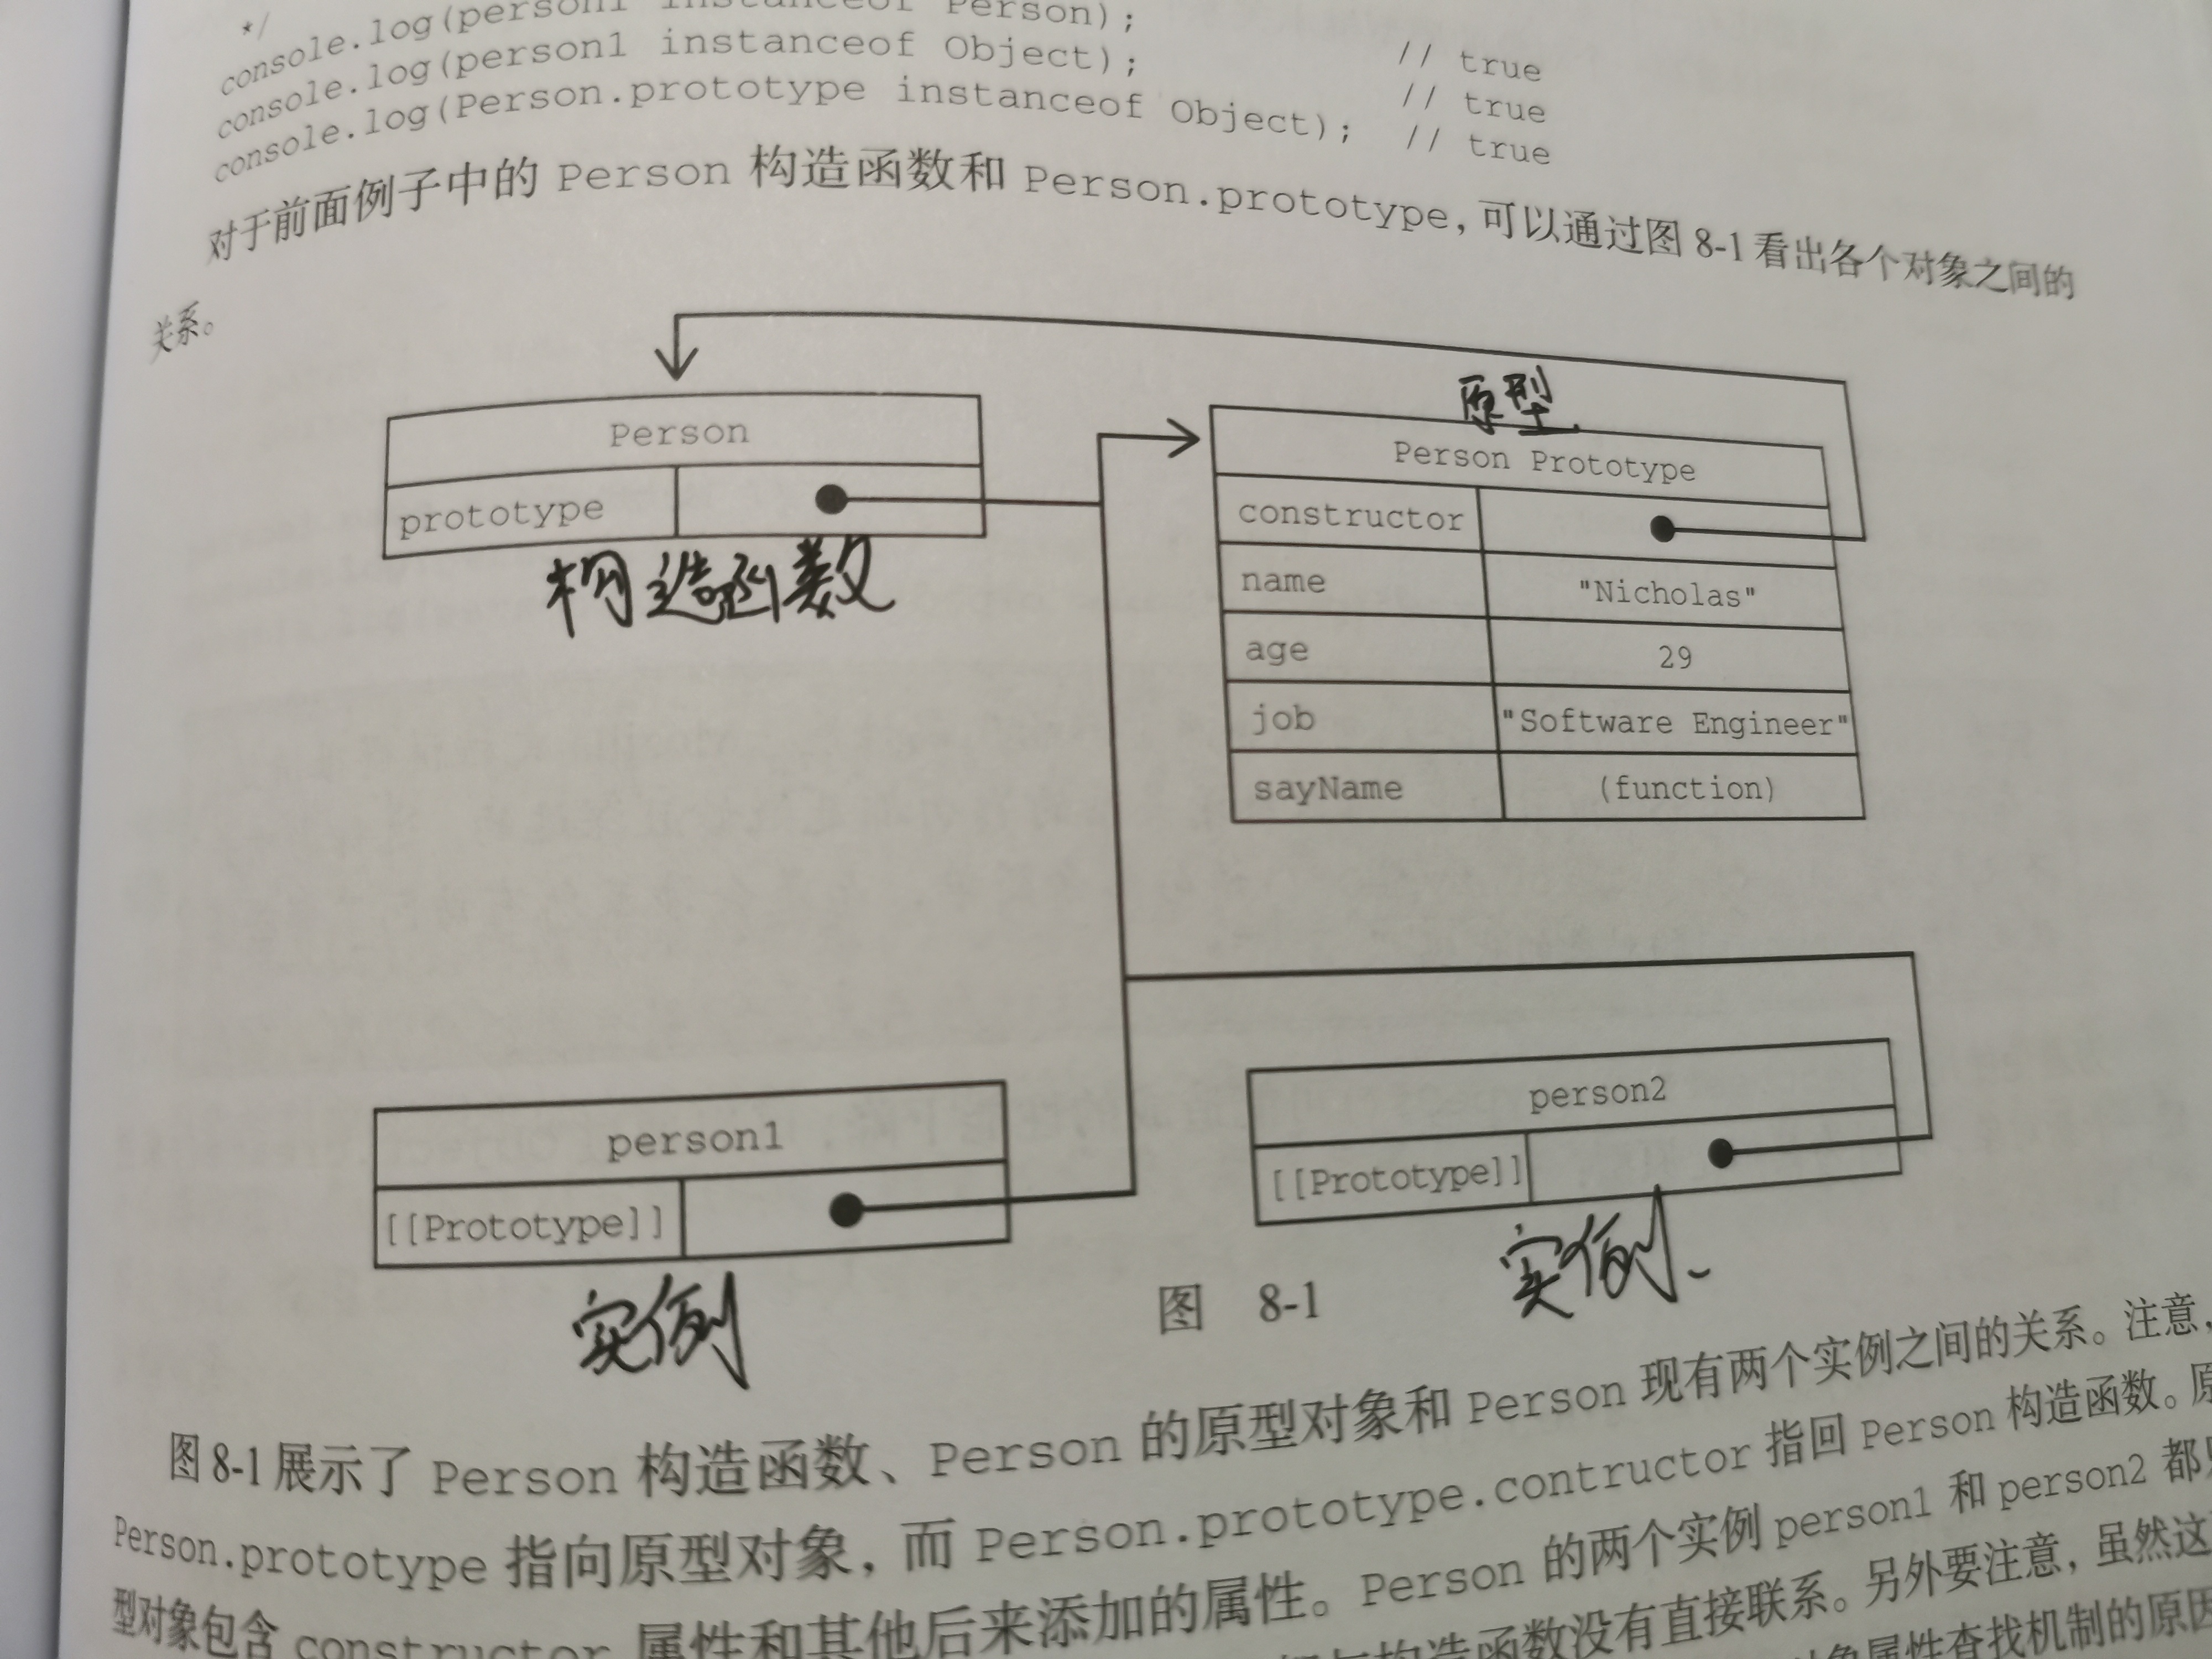 */
console.log(person1 instanceof Person);
console.log(person1 instanceof Object); // true
console.log(Person.prototype instanceof Object); // true
// true
对于前面例子中的 Person 构造函数和 Person.prototype，可以通过图 8-1 看出各个对象之间的
关系。
原型
Person
Person Prototype
prototype
constructor
构造函数
name "Nicholas"
age 29
job "Software Engineer"
sayName (function)
person1
person2
[[Prototype]]
[[Prototype]]
实例
实例
图 8-1
图 8-1 展示了 Person 构造函数、Person 的原型对象和 Person 现有两个实例之间的关系。注意，
Person.prototype 指向原型对象，而 Person.prototype.contructor 指回 Person 构造函数。原
型对象包含 constructor 属性和其他后来添加的属性。Person 的两个实例 person1 和 person2 都只
构造函数没有直接联系。另外要注意，虽然这
对象属性查找机制的原因